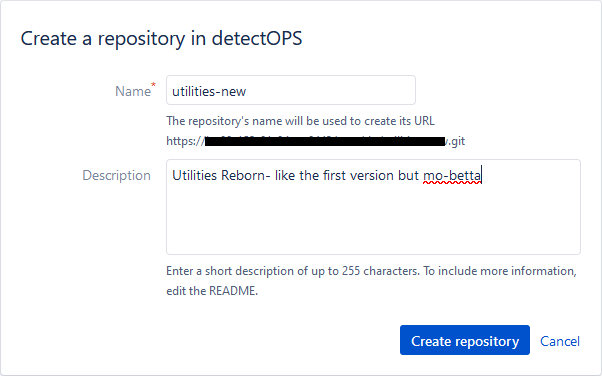 Create a repository in detectOPS
Name*
utilities-new
The repository's name will be used to create its URL
https:// .git
Description
Utilities Reborn- like the first version but mo-betta
Enter a short description of up to 255 characters. To include more information,
edit the README.
Create repository
Cancel